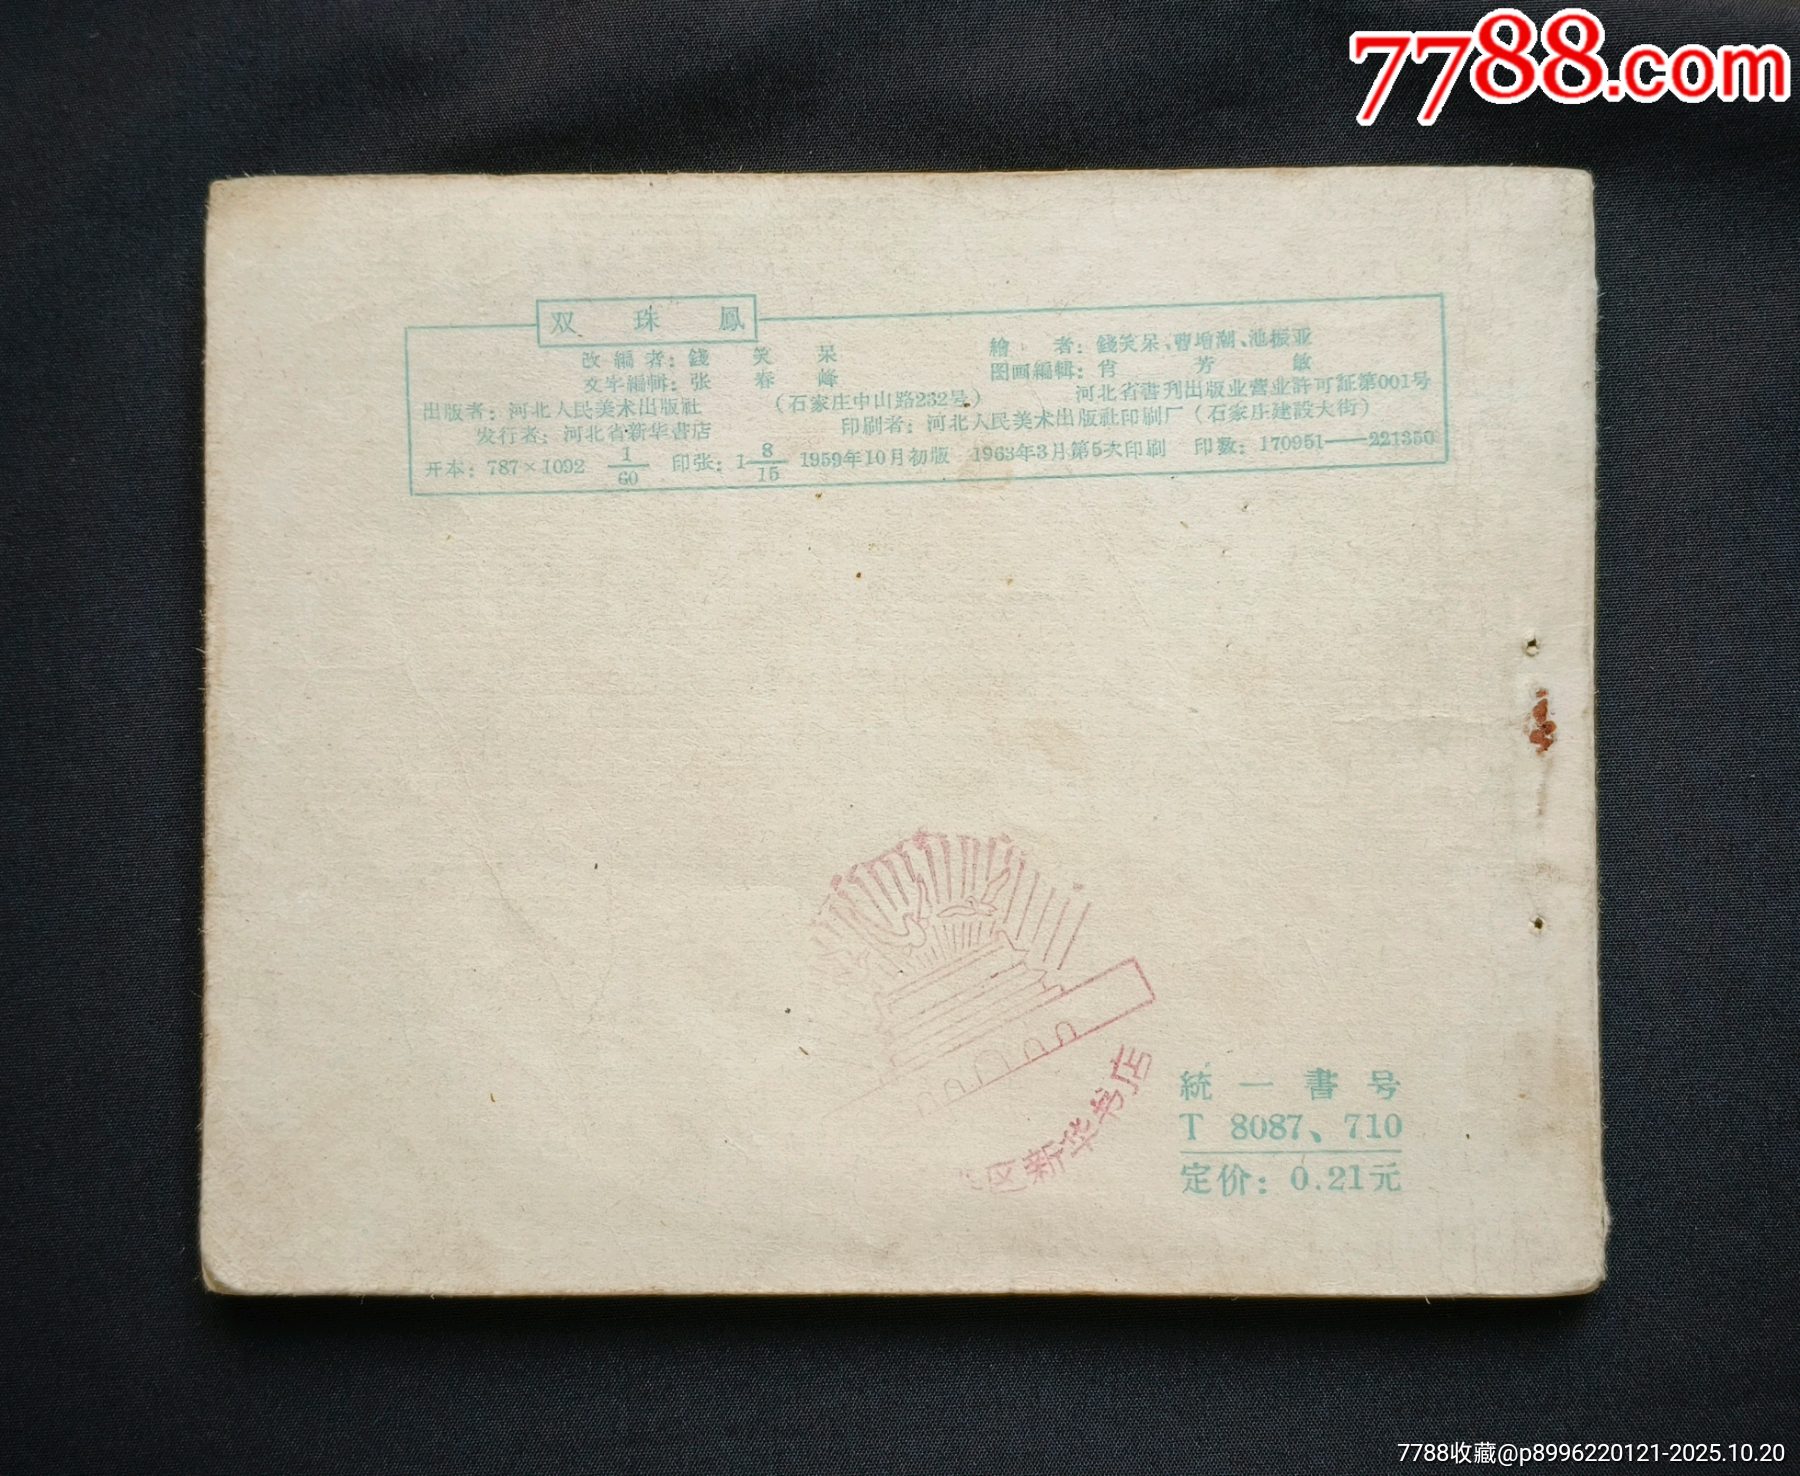 7788.com
双珠鳳
改編者：錢笑呆
繪者：錢笑呆、曹增潮、池振亚
文字編輯：张春峰
图画編輯：肖芳敏
河北省書刊出版业营业許可証第001号
出版者：河北人民美术出版社 （石家庄中山路232号）
发行者：河北省新华書店
印刷者：河北人民美术出版社印刷厂（石家庄建設大街）
开本：787×1092 1/60 印张：1 8/15 1959年10月初版 1963年3月第5次印刷 印数：170951——221350
区新华书店
統一書号
T 8087、710
定价：0.21元
7788收藏@p8996220121-2025.10.20